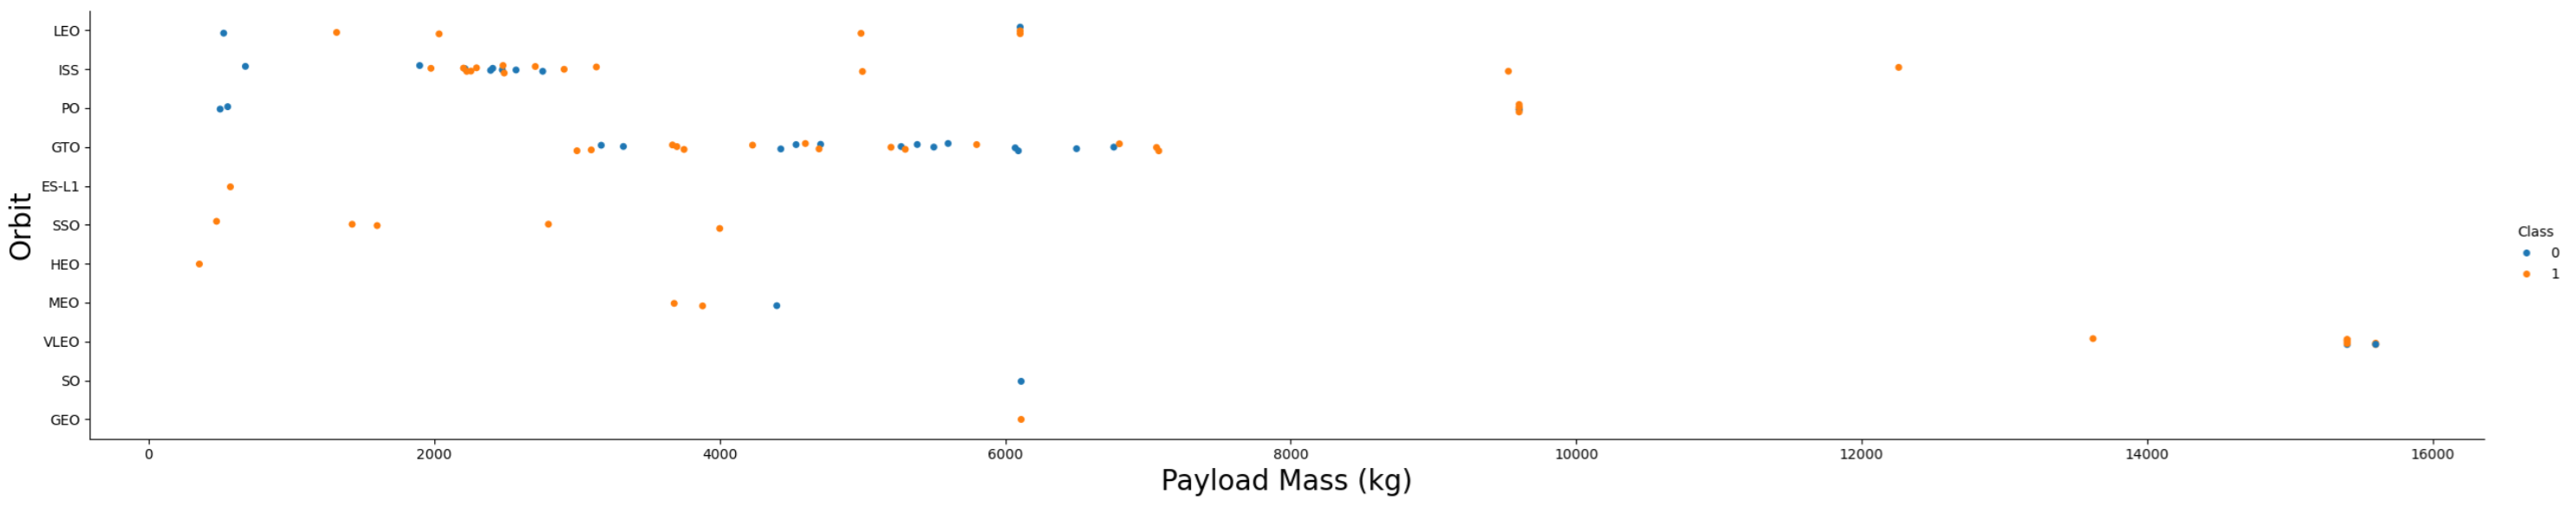 LEO
ISS
PO
GTO
ES-L1
SSO
HEO
MEO
VLEO
SO
GEO
Orbit
0 2000 4000 6000 8000 10000 12000 14000 16000
Payload Mass (kg)
Class
0
1